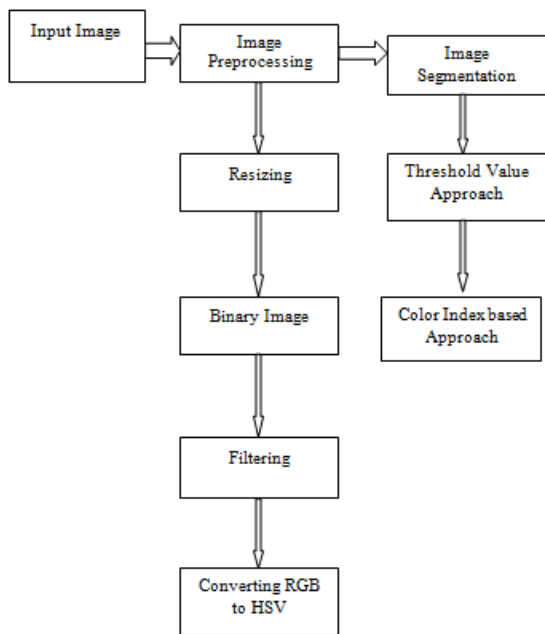 Input Image
Image
Preprocessing
Image
Segmentation
Resizing
Threshold Value
Approach
Binary Image
Color Index based
Approach
Filtering
Converting RGB
to HSV